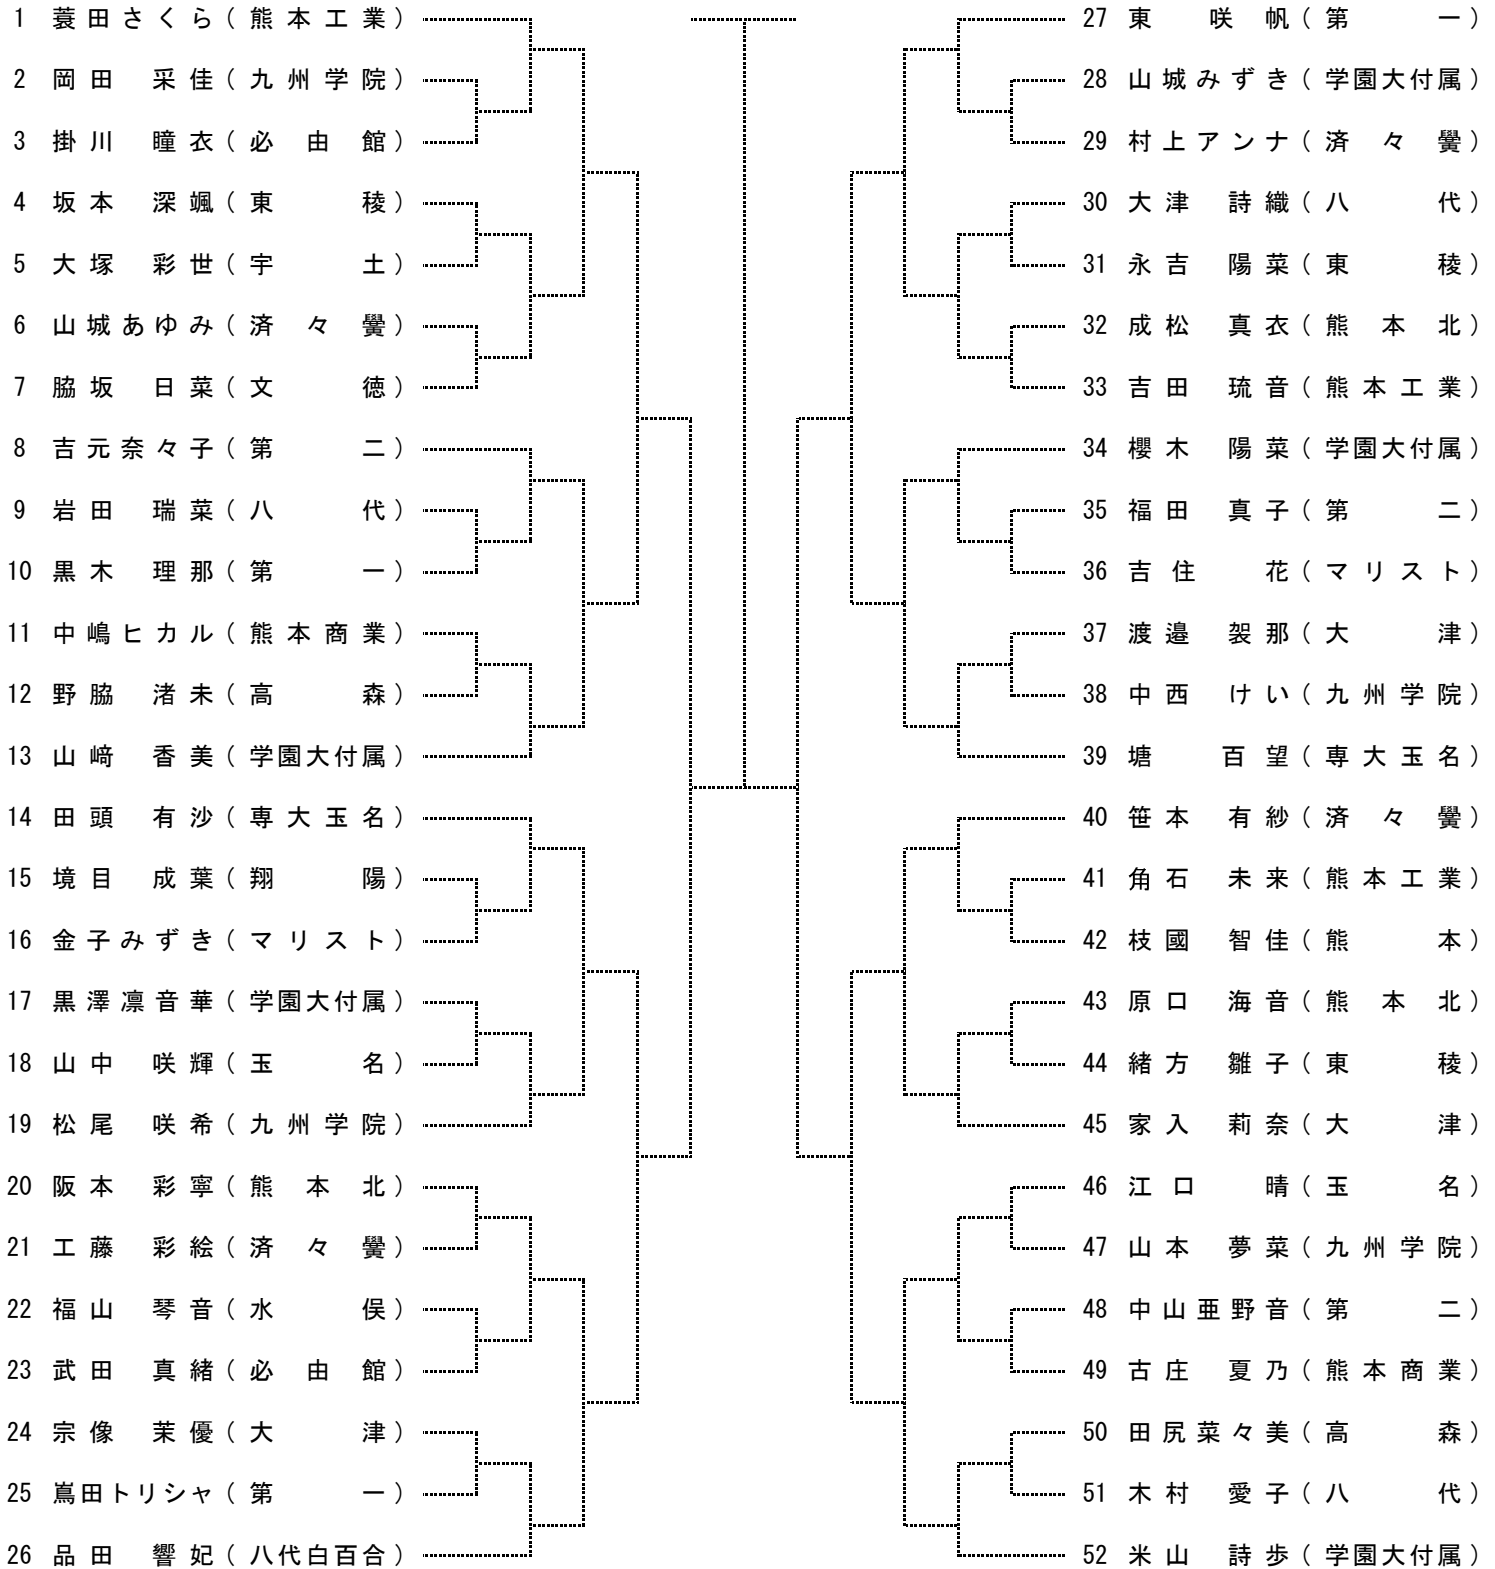 1 蓑田さくら（熊本工業）
2 岡田 采佳（九州学院）
3 掛川 瞳衣（必由館）
4 坂本 深颯（東稜）
5 大塚 彩世（宇土）
6 山城あゆみ（済々黌）
7 脇坂 日菜（文徳）
8 吉元奈々子（第二）
9 岩田 瑞菜（八代）
10 黒木 理那（第一）
11 中嶋ヒカル（熊本商業）
12 野脇 渚未（高森）
13 山﨑 香美（学園大付属）
14 田頭 有沙（専大玉名）
15 境目 成葉（翔陽）
16 金子みずき（マリスト）
17 黒澤凛音華（学園大付属）
18 山中 咲輝（玉名）
19 松尾 咲希（九州学院）
20 阪本 彩寧（熊本北）
21 工藤 彩絵（済々黌）
22 福山 琴音（水俣）
23 武田 真緒（必由館）
24 宗像 茉優（大津）
25 嶌田トリシャ（第一）
26 品田 響妃（八代白百合）
27 東 咲帆（第一）
28 山城みずき（学園大付属）
29 村上アンナ（済々黌）
30 大津 詩織（八代）
31 永吉 陽菜（東稜）
32 成松 真衣（熊本北）
33 吉田 琉音（熊本工業）
34 櫻木 陽菜（学園大付属）
35 福田 真子（第二）
36 吉住 花（マリスト）
37 渡邉 袈那（大津）
38 中西 けい（九州学院）
39 塘 百望（専大玉名）
40 笹本 有紗（済々黌）
41 角石 未来（熊本工業）
42 枝國 智佳（熊本）
43 原口 海音（熊本北）
44 緒方 雛子（東稜）
45 家入 莉奈（大津）
46 江口 晴（玉名）
47 山本 夢菜（九州学院）
48 中山亜野音（第二）
49 古庄 夏乃（熊本商業）
50 田尻菜々美（高森）
51 木村 愛子（八代）
52 米山 詩歩（学園大付属）